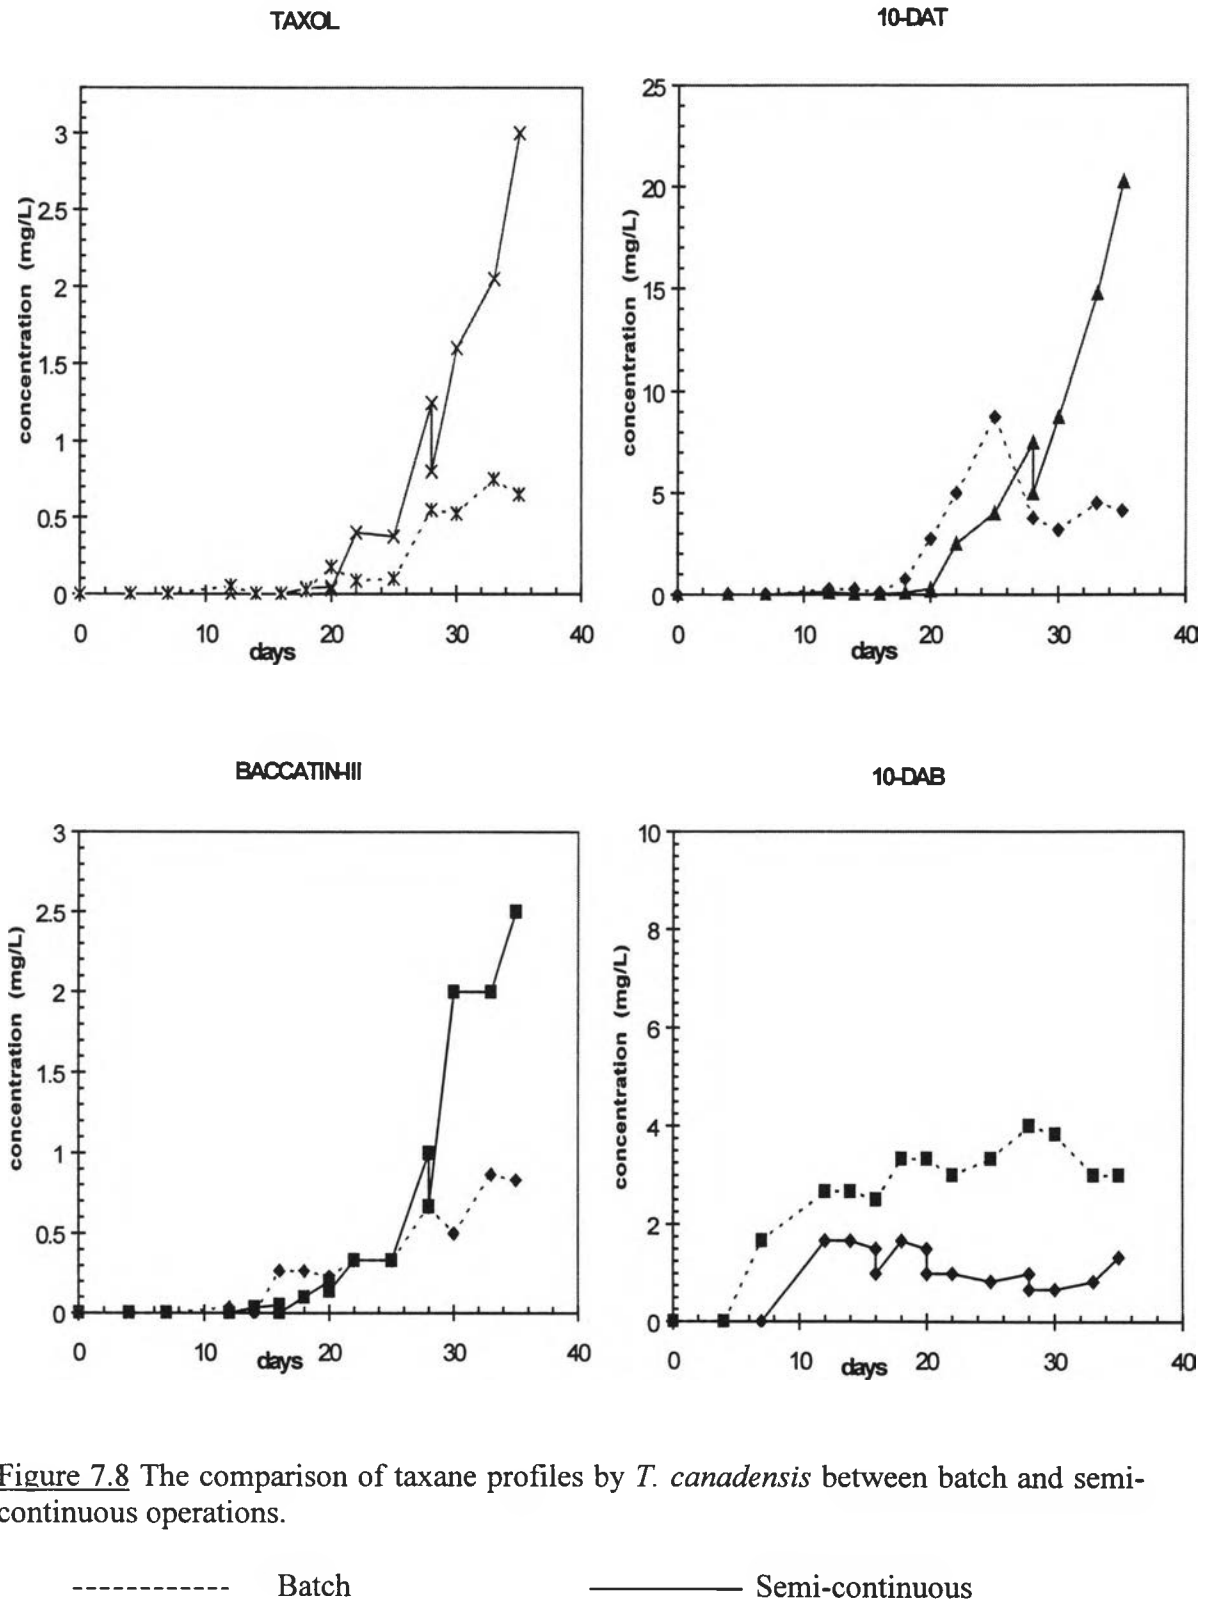 TAXOL
10-DAT
3
2.5
2
1.5
1
0.5
0
concentration (mg/L)
0 10 20 30 40
days
25
20
15
10
5
0
concentration (mg/L)
0 10 20 30 40
days
BACCATIN-III
10-DAB
3
2.5
2
1.5
1
0.5
0
concentration (mg/L)
0 10 20 30 40
days
10
8
6
4
2
0
concentration (mg/L)
0 10 20 30 40
days
Figure 7.8 The comparison of taxane profiles by T. canadensis between batch and semi-
continuous operations.
Batch Semi-continuous